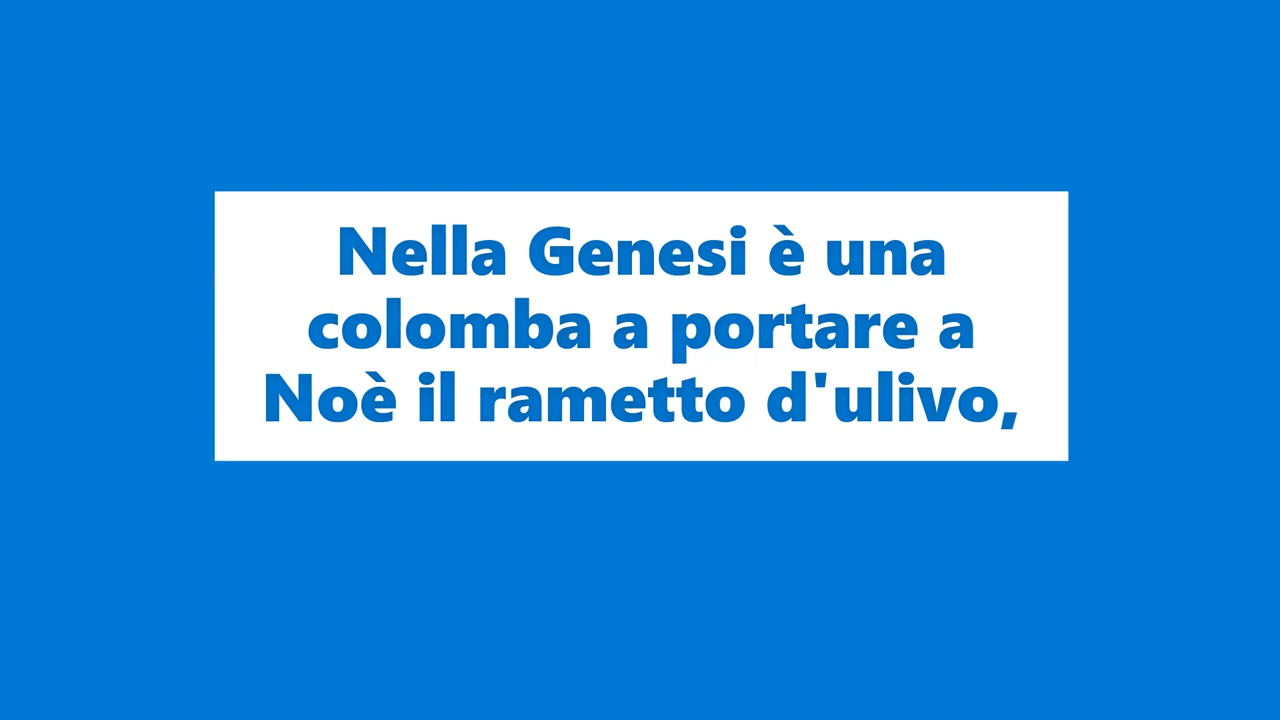 Nella Genesi è una
colomba a portare a
Noè il rametto d'ulivo,